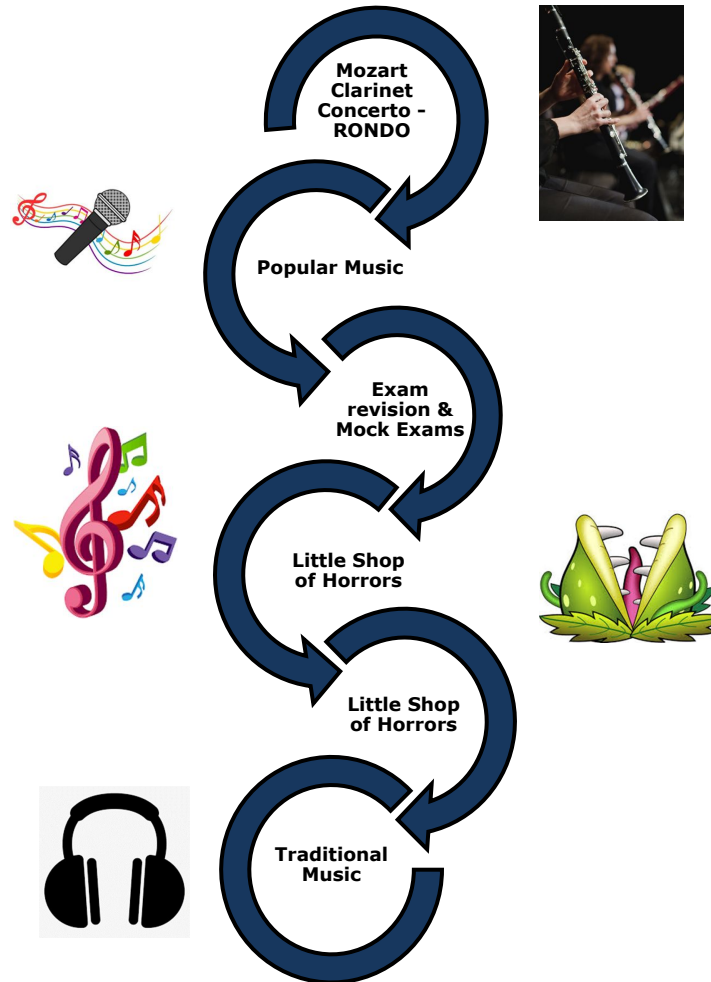 Mozart
Clarinet
Concerto -
RONDO
Popular Music
Exam
revision &
Mock Exams
Little Shop
of Horrors
Little Shop
of Horrors
Traditional
Music